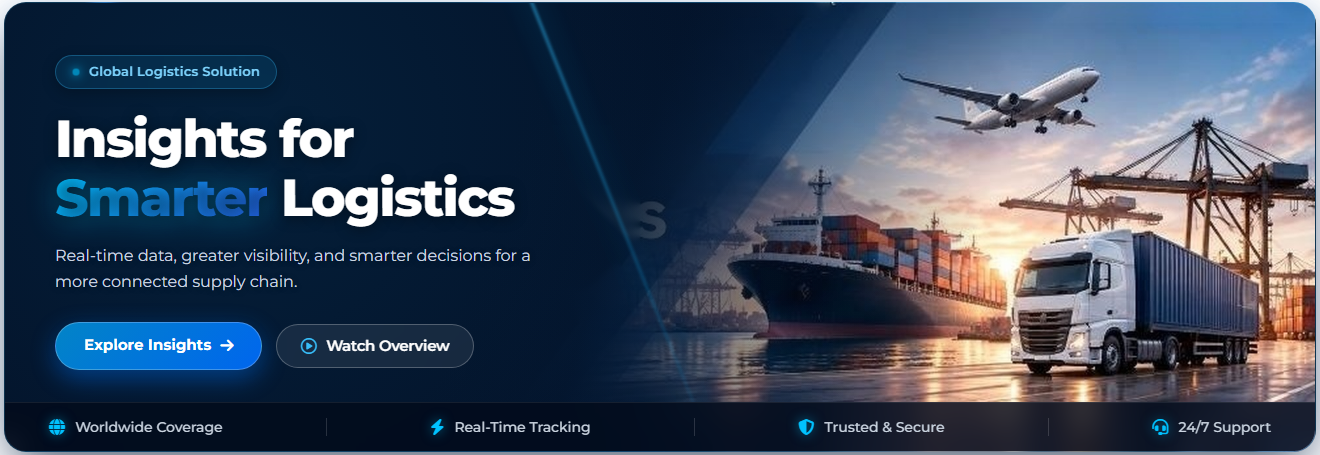 Global Logistics Solution
Insights for
Smarter Logistics
Real-time data, greater visibility, and smarter decisions for a
more connected supply chain.
Explore Insights
Watch Overview
Worldwide Coverage
Real-Time Tracking
Trusted & Secure
24/7 Support